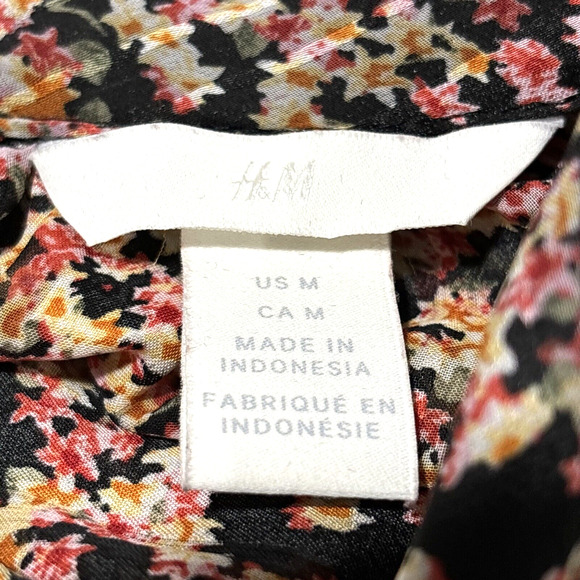 H&M
US M
CA M
MADE IN
INDONESIA
FABRIQUÉ EN
INDONÉSIE